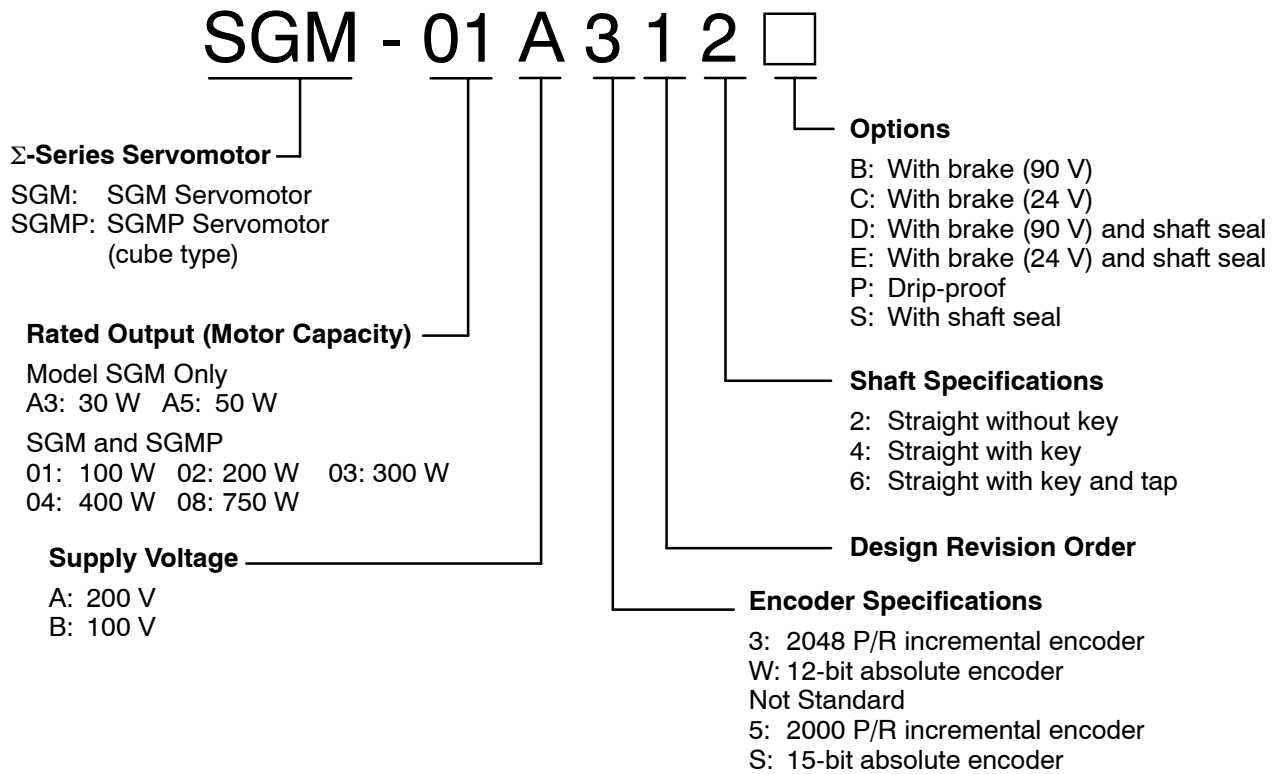 SGM - 01 A 3 1 2 □
Σ-Series Servomotor
SGM: SGM Servomotor
SGMP: SGMP Servomotor
(cube type)
Rated Output (Motor Capacity)
Model SGM Only
A3: 30 W A5: 50 W
SGM and SGMP
01: 100 W 02: 200 W 03: 300 W
04: 400 W 08: 750 W
Supply Voltage
A: 200 V
B: 100 V
Options
B: With brake (90 V)
C: With brake (24 V)
D: With brake (90 V) and shaft seal
E: With brake (24 V) and shaft seal
P: Drip-proof
S: With shaft seal
Shaft Specifications
2: Straight without key
4: Straight with key
6: Straight with key and tap
Design Revision Order
Encoder Specifications
3: 2048 P/R incremental encoder
W: 12-bit absolute encoder
Not Standard
5: 2000 P/R incremental encoder
S: 15-bit absolute encoder